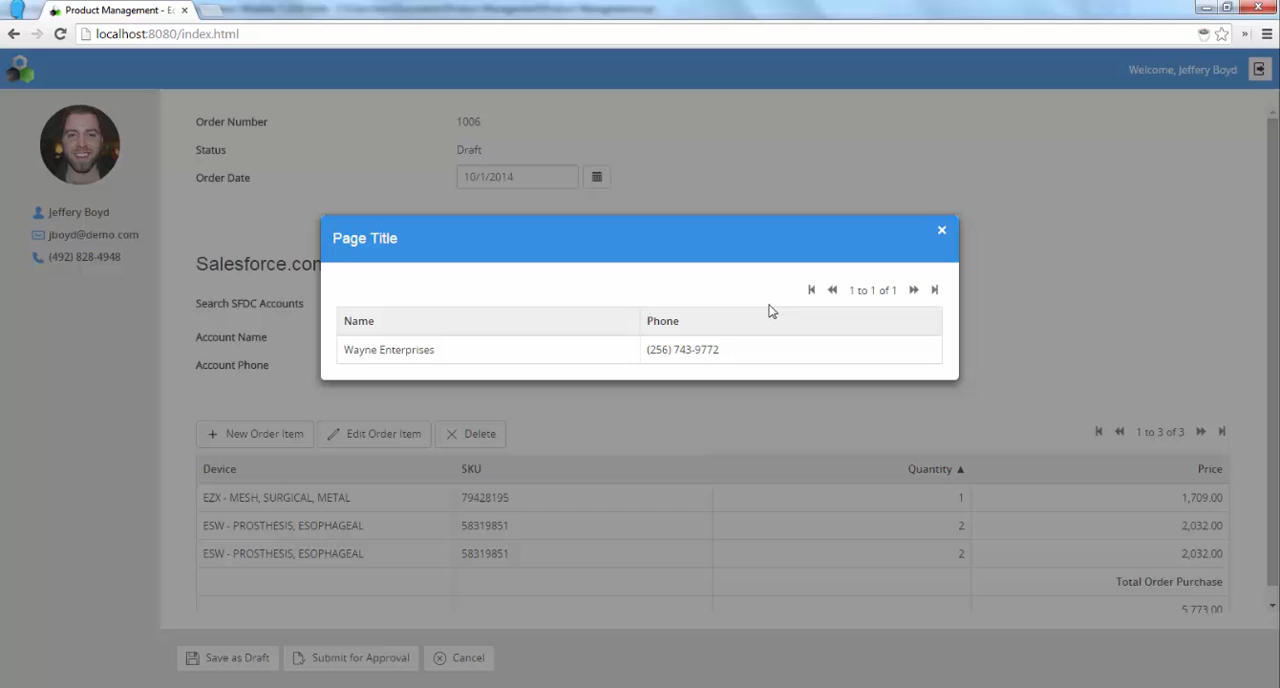 Product Management - Ec
localhost:8080/index.html
Welcome, Jeffery Boyd
Jeffery Boyd
jboyd@demo.com
(492) 828-4948
Order Number 1006
Status Draft
Order Date 10/1/2014
Page Title
1 to 1 of 1
Name Phone
Wayne Enterprises (256) 743-9772
Salesforce.com
Search SFDC Accounts
Account Name
Account Phone
New Order Item Edit Order Item Delete 1 to 3 of 3
Device SKU Quantity ▲ Price
EZX - MESH, SURGICAL, METAL 79428195 1 1,709.00
ESW - PROSTHESIS, ESOPHAGEAL 58319851 2 2,032.00
ESW - PROSTHESIS, ESOPHAGEAL 58319851 2 2,032.00
Total Order Purchase
5,773.00
Save as Draft Submit for Approval Cancel